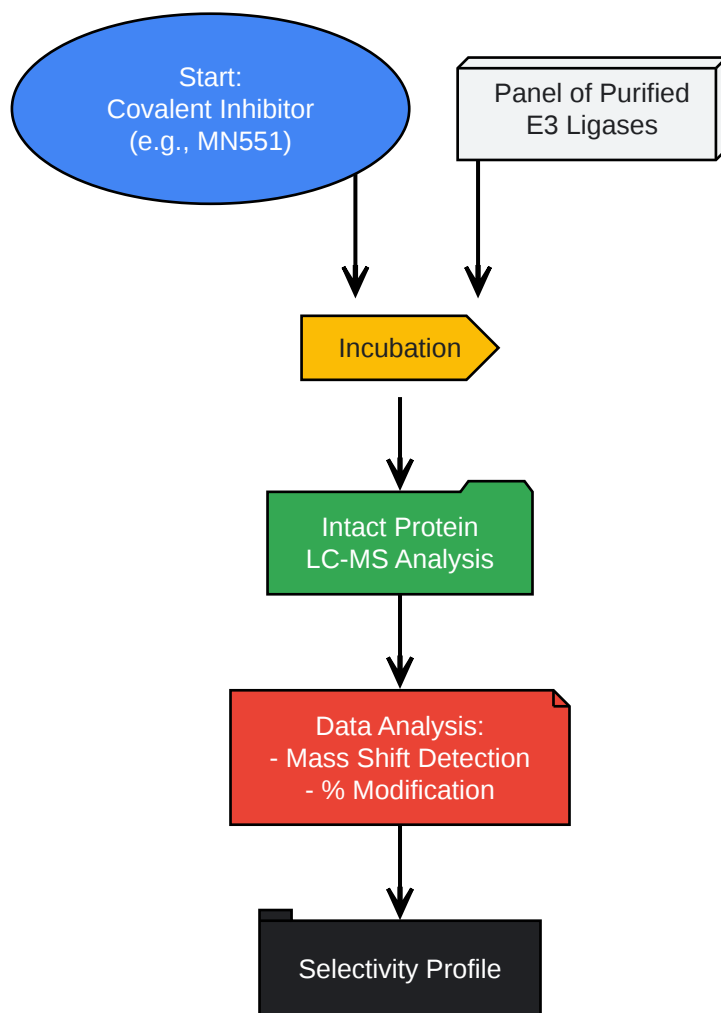 Start:
Covalent Inhibitor
(e.g., MN551)
Panel of Purified
E3 Ligases
Incubation
Intact Protein
LC-MS Analysis
Data Analysis:
- Mass Shift Detection
- % Modification
Selectivity Profile